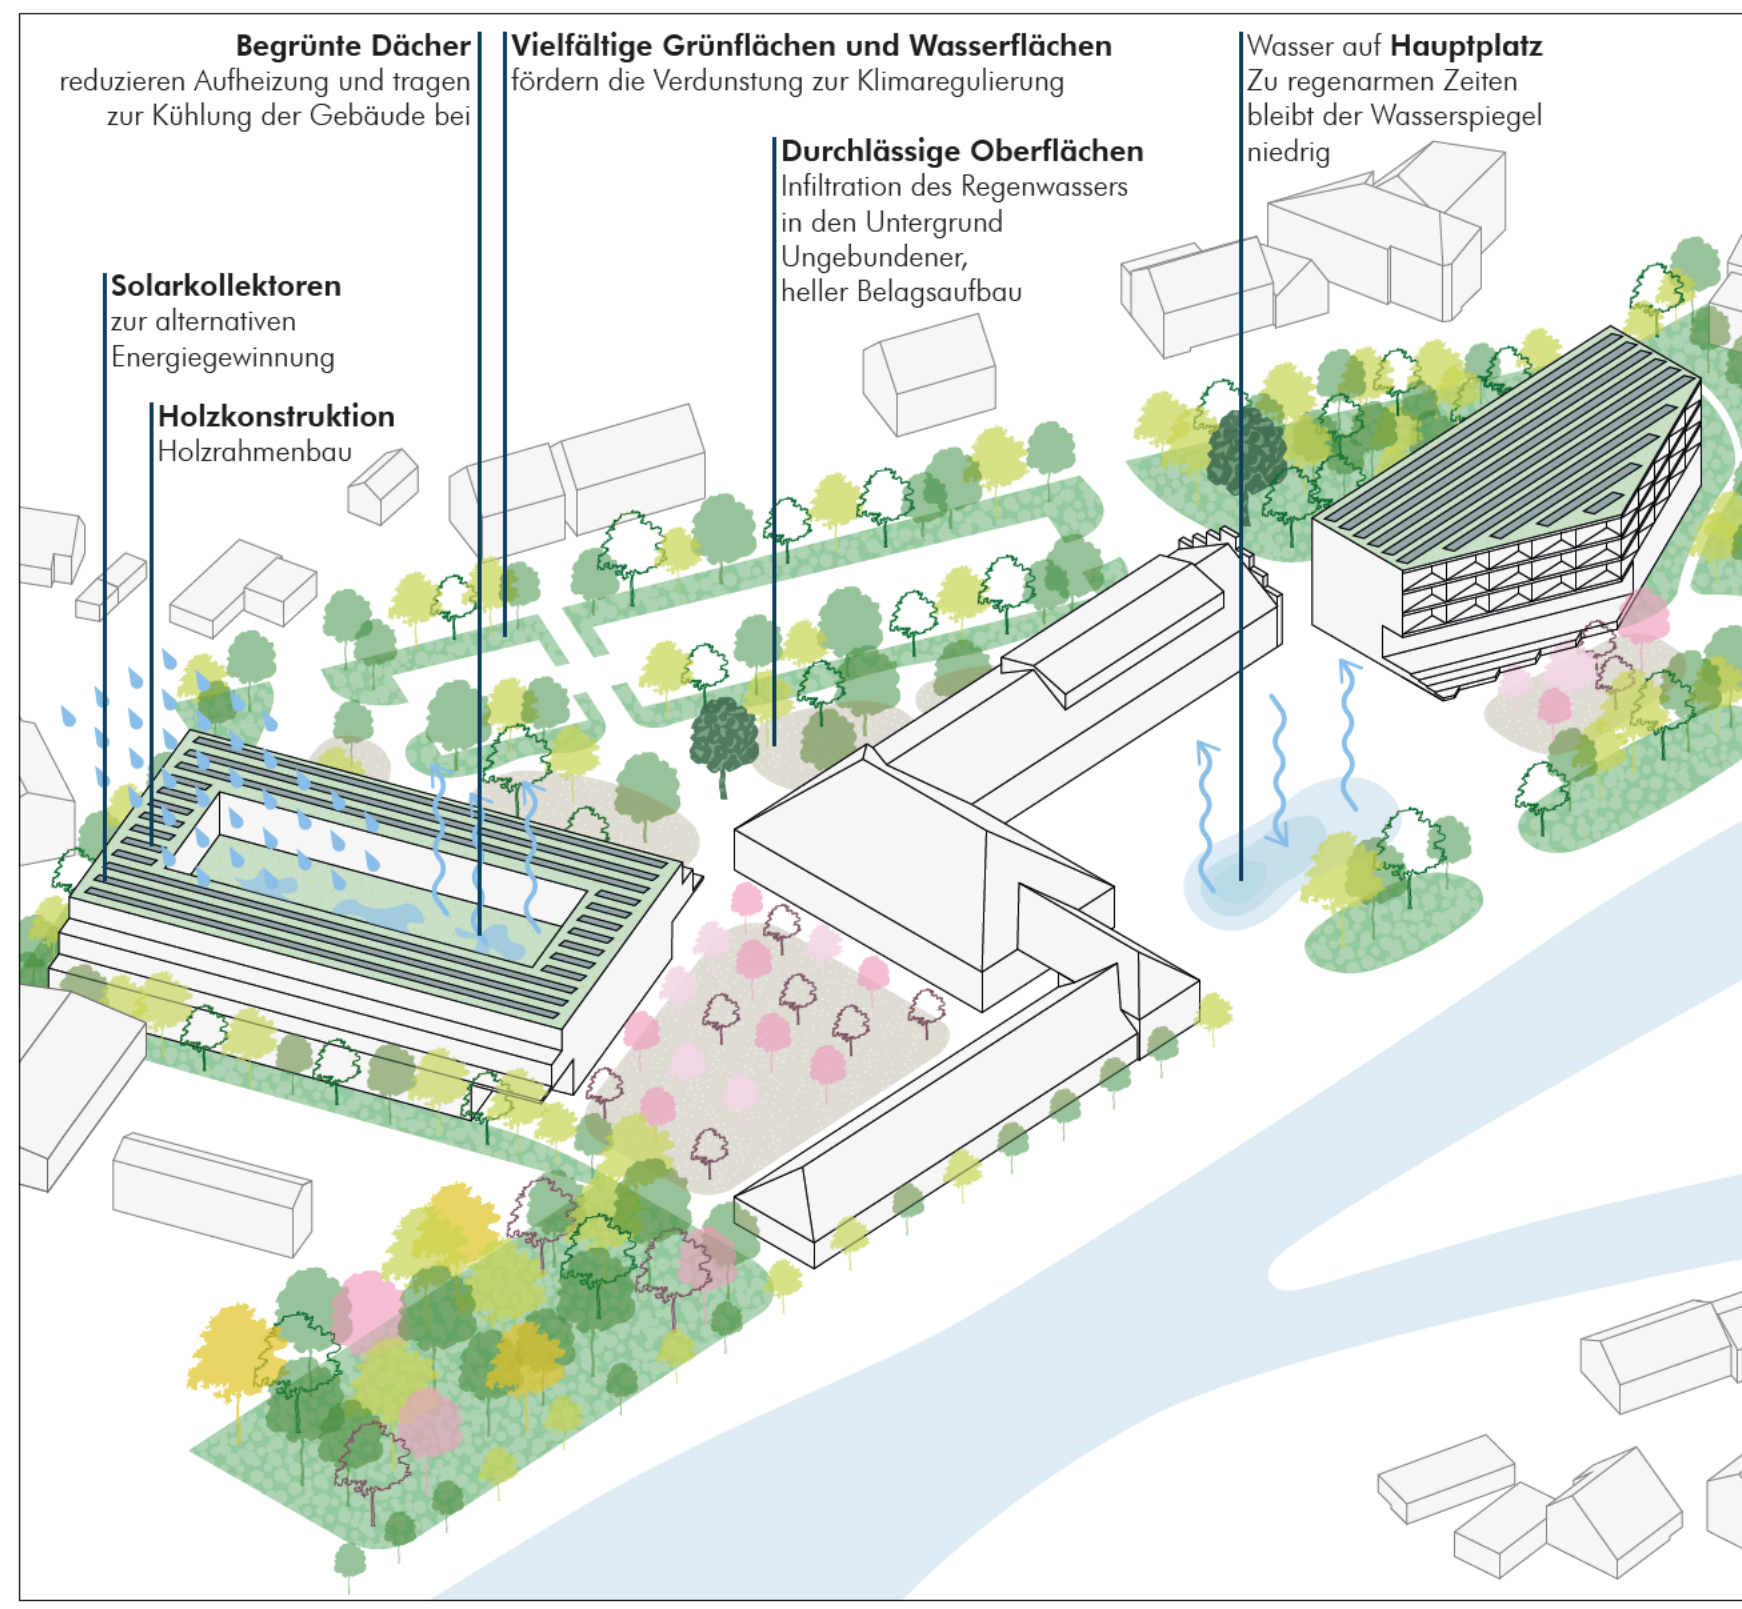 Begrünte Dächer
reduzieren Aufheizung und tragen
zur Kühlung der Gebäude bei
Vielfältige Grünflächen und Wasserflächen
fördern die Verdunstung zur Klimaregulierung
Wasser auf Hauptplatz
Zu regenarmen Zeiten
bleibt der Wasserspiegel
niedrig
Durchlässige Oberflächen
Infiltration des Regenwassers
in den Untergrund
Ungebundener,
heller Belagsaufbau
Solarkollektoren
zur alternativen
Energiegewinnung
Holzkonstruktion
Holzrahmenbau